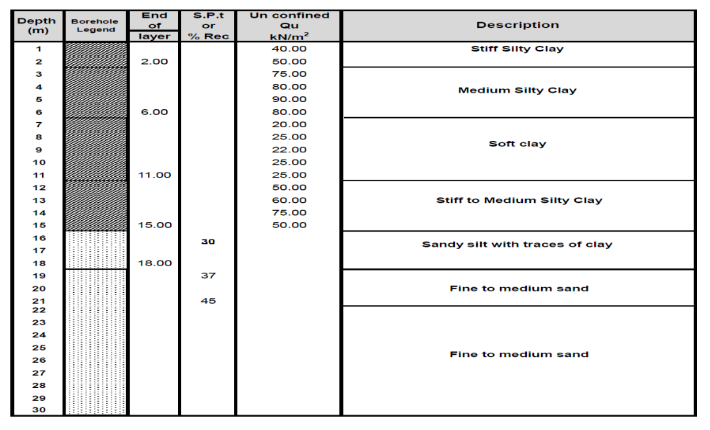 Depth (m) Borehole Legend End of layer S.P.t or % Rec Un confined Qu kN/m² Description
1 40.00 Stiff Silty Clay
2 2.00 50.00
3 75.00
4 80.00 Medium Silty Clay
5 90.00
6 6.00 80.00
7 20.00
8 25.00 Soft clay
9 22.00
10 25.00
11 11.00 25.00
12 50.00
13 60.00 Stiff to Medium Silty Clay
14 75.00
15 15.00 50.00
16 30 Sandy silt with traces of clay
17
18 18.00
19 37
20 Fine to medium sand
21 45
22
23
24
25 Fine to medium sand
26
27
28
29
30